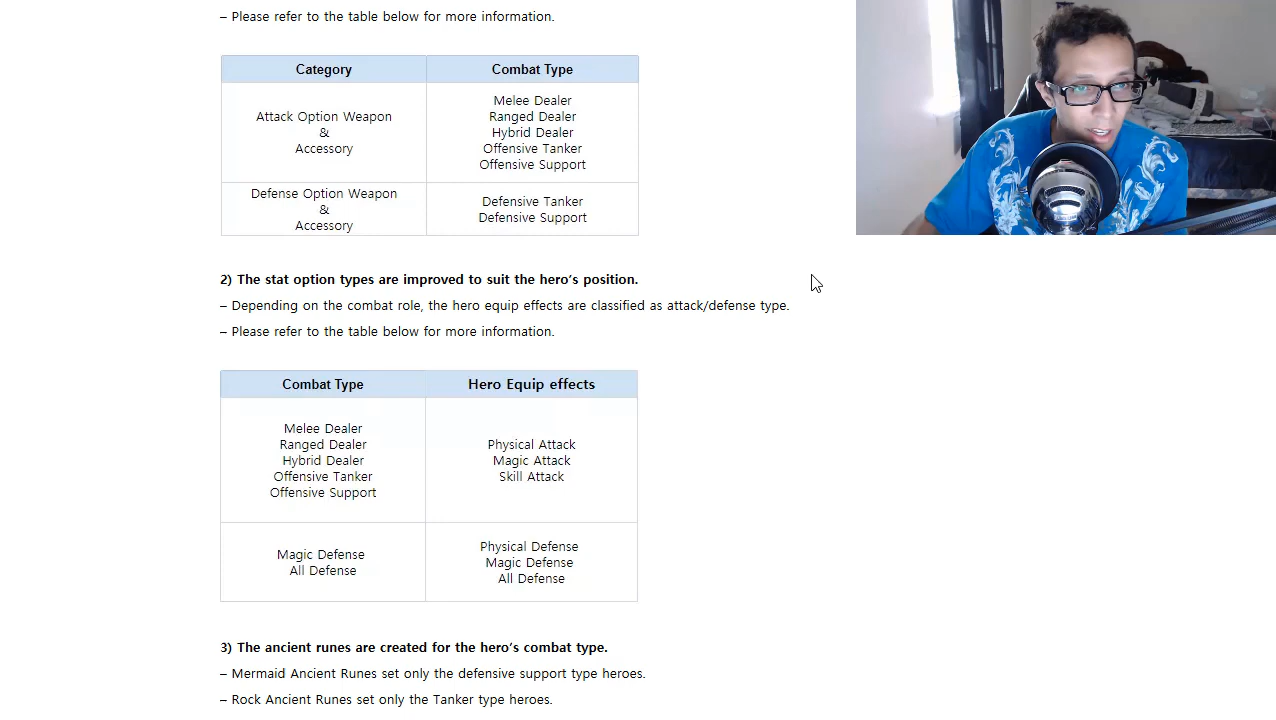 – Please refer to the table below for more information.
Category
Combat Type
Attack Option Weapon
&
Accessory
Melee Dealer
Ranged Dealer
Hybrid Dealer
Offensive Tanker
Offensive Support
Defense Option Weapon
&
Accessory
Defensive Tanker
Defensive Support
2) The stat option types are improved to suit the hero's position.
– Depending on the combat role, the hero equip effects are classified as attack/defense type.
– Please refer to the table below for more information.
Combat Type
Hero Equip effects
Melee Dealer
Ranged Dealer
Hybrid Dealer
Offensive Tanker
Offensive Support
Physical Attack
Magic Attack
Skill Attack
Magic Defense
All Defense
Physical Defense
Magic Defense
All Defense
3) The ancient runes are created for the hero's combat type.
– Mermaid Ancient Runes set only the defensive support type heroes.
– Rock Ancient Runes set only the Tanker type heroes.